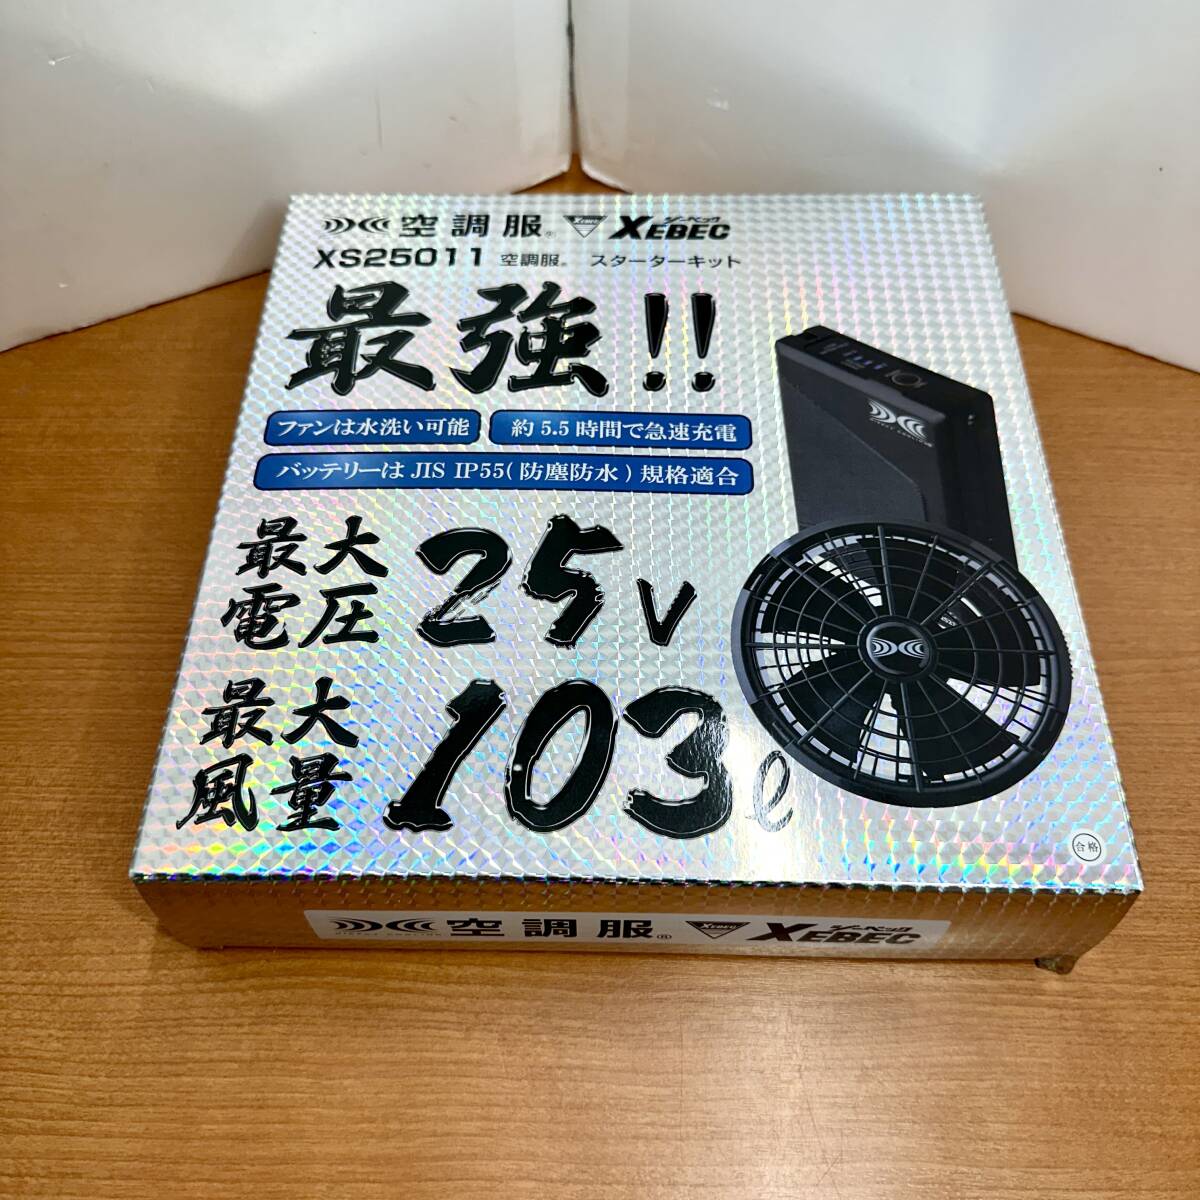 空調服® XEBEC ジーベック XEBEC
XS25011 空調服® スターターキット
最強!!
ファンは水洗い可能
約5.5時間で急速充電
バッテリーは JIS IP55(防塵防水)規格適合
最大
電圧
25v
最大
風量
103ℓ
合格
空調服® XEBEC ジーベック XEBEC